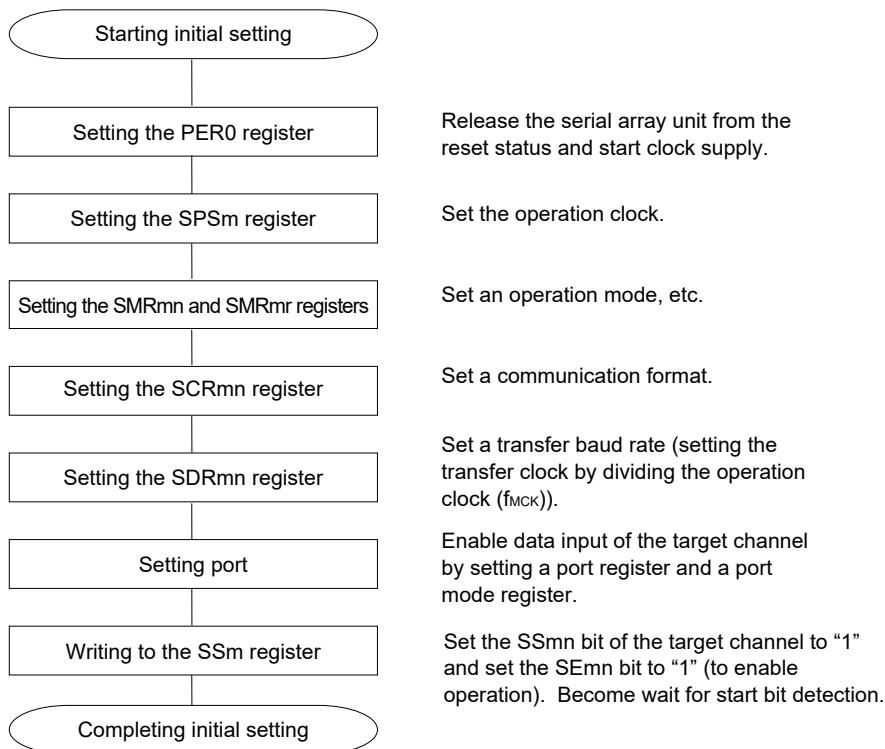 Starting initial setting
Setting the PER0 register
Release the serial array unit from the
reset status and start clock supply.
Setting the SPSm register
Set the operation clock.
Setting the SMRmn and SMRmr registers
Set an operation mode, etc.
Setting the SCRmn register
Set a communication format.
Setting the SDRmn register
Set a transfer baud rate (setting the
transfer clock by dividing the operation
clock (fMCK)).
Setting port
Enable data input of the target channel
by setting a port register and a port
mode register.
Writing to the SSm register
Set the SSmn bit of the target channel to “1”
and set the SEmn bit to “1” (to enable
operation).  Become wait for start bit detection.
Completing initial setting